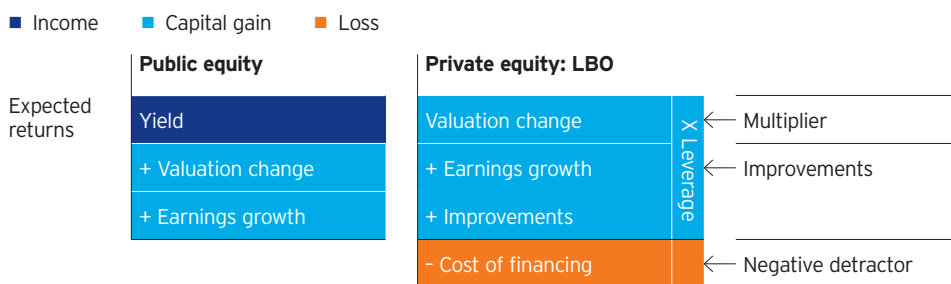 Income Capital gain Loss
Public equity Private equity: LBO
Expected
returns
Yield Valuation change Multiplier
+ Valuation change + Earnings growth Improvements
+ Earnings growth + Improvements
X Leverage
– Cost of financing Negative detractor